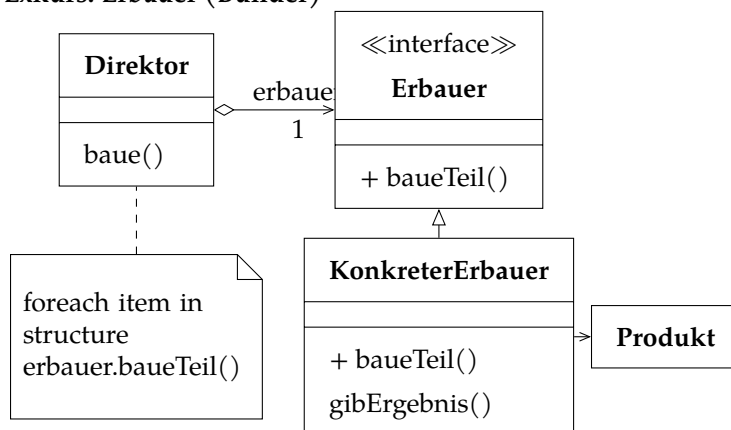 Exkurs: Erbauer (Builder)
Direktor
baue()
erbauer
1
≪interface≫
Erbauer
+ baueTeil()
foreach item in
structure
erbauer.baueTeil()
KonkreterErbauer
+ baueTeil()
gibErgebnis()
Produkt